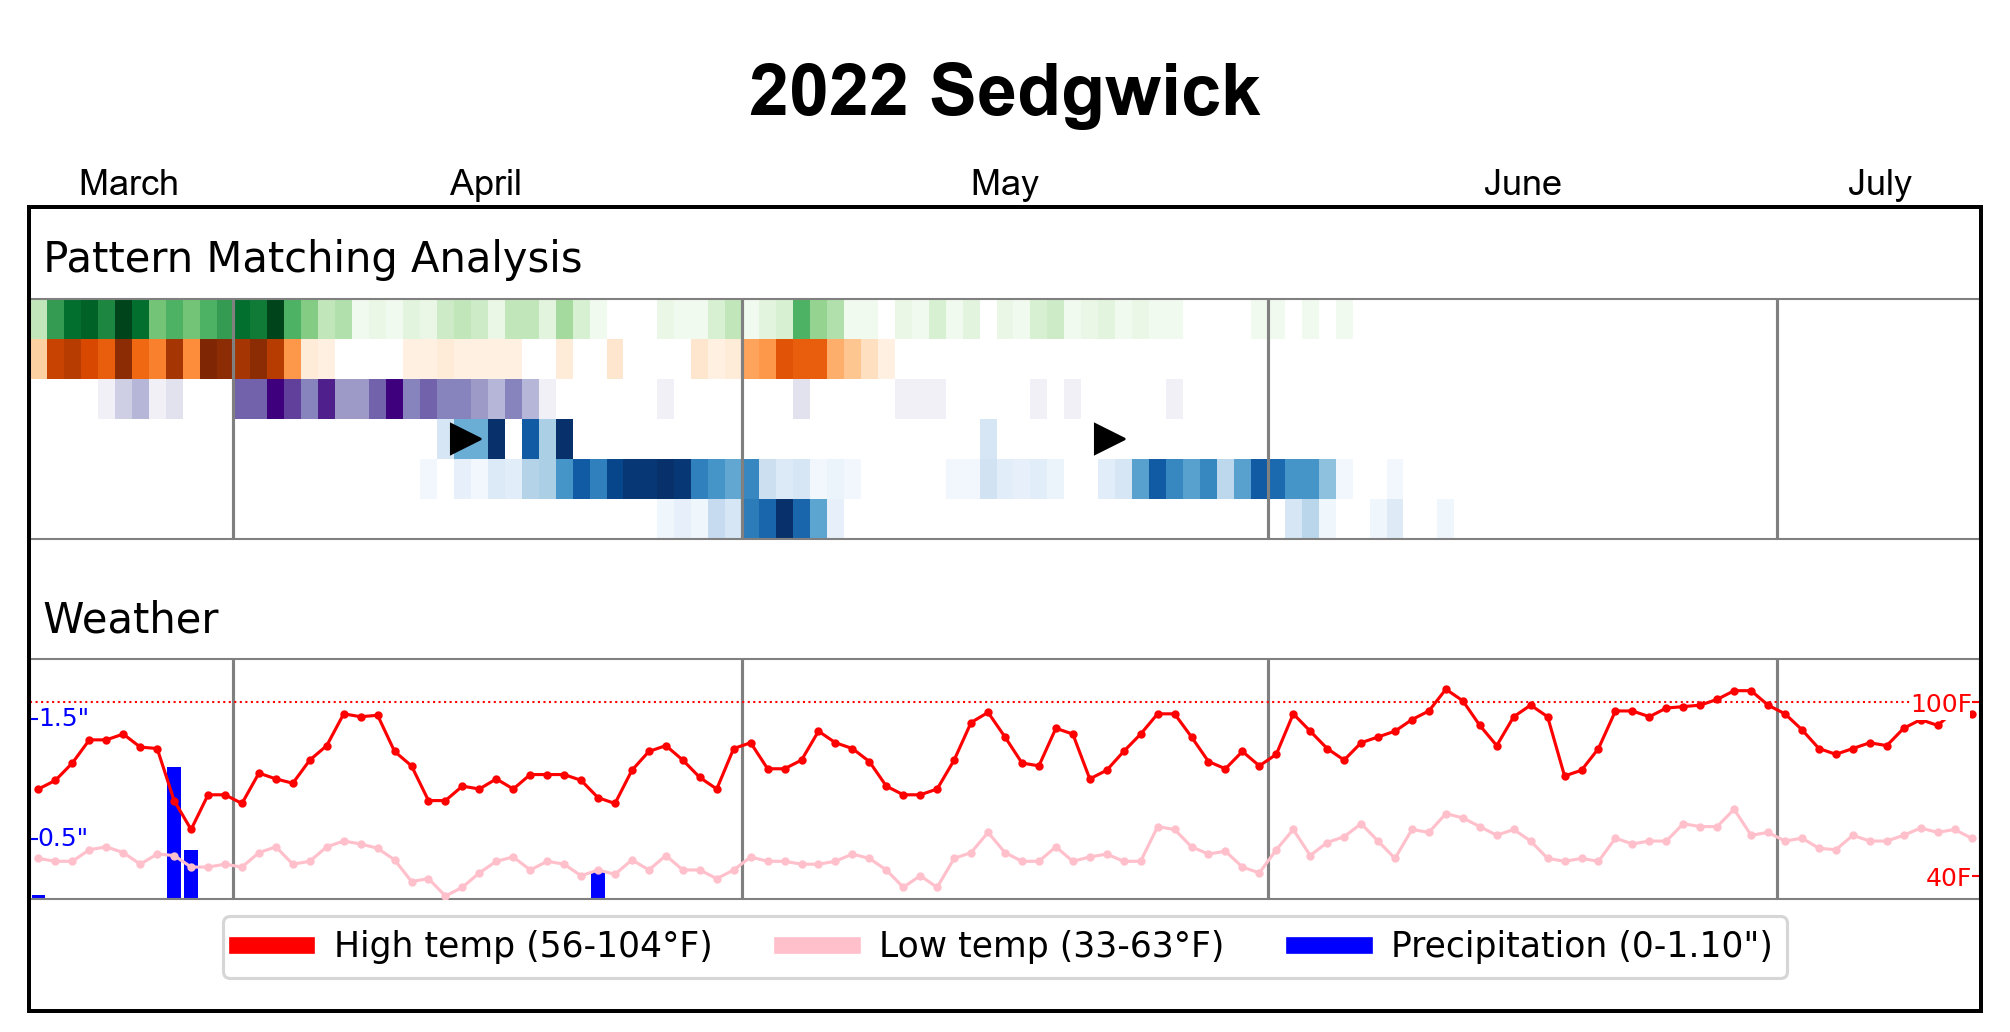 2022 Sedgwick
March April May June July
Pattern Matching Analysis
Weather
1.5" 100F
0.5"
40F
High temp (56-104°F) Low temp (33-63°F) Precipitation (0-1.10")